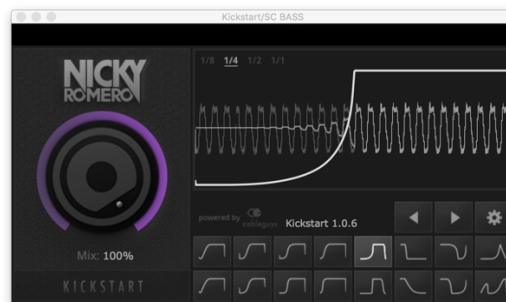 Kickstart/SC BASS
1/8 1/4 1/2 1/1
NICKY
ROMERO
powered by cableguys
Kickstart 1.0.6
Mix: 100%
KICKSTART